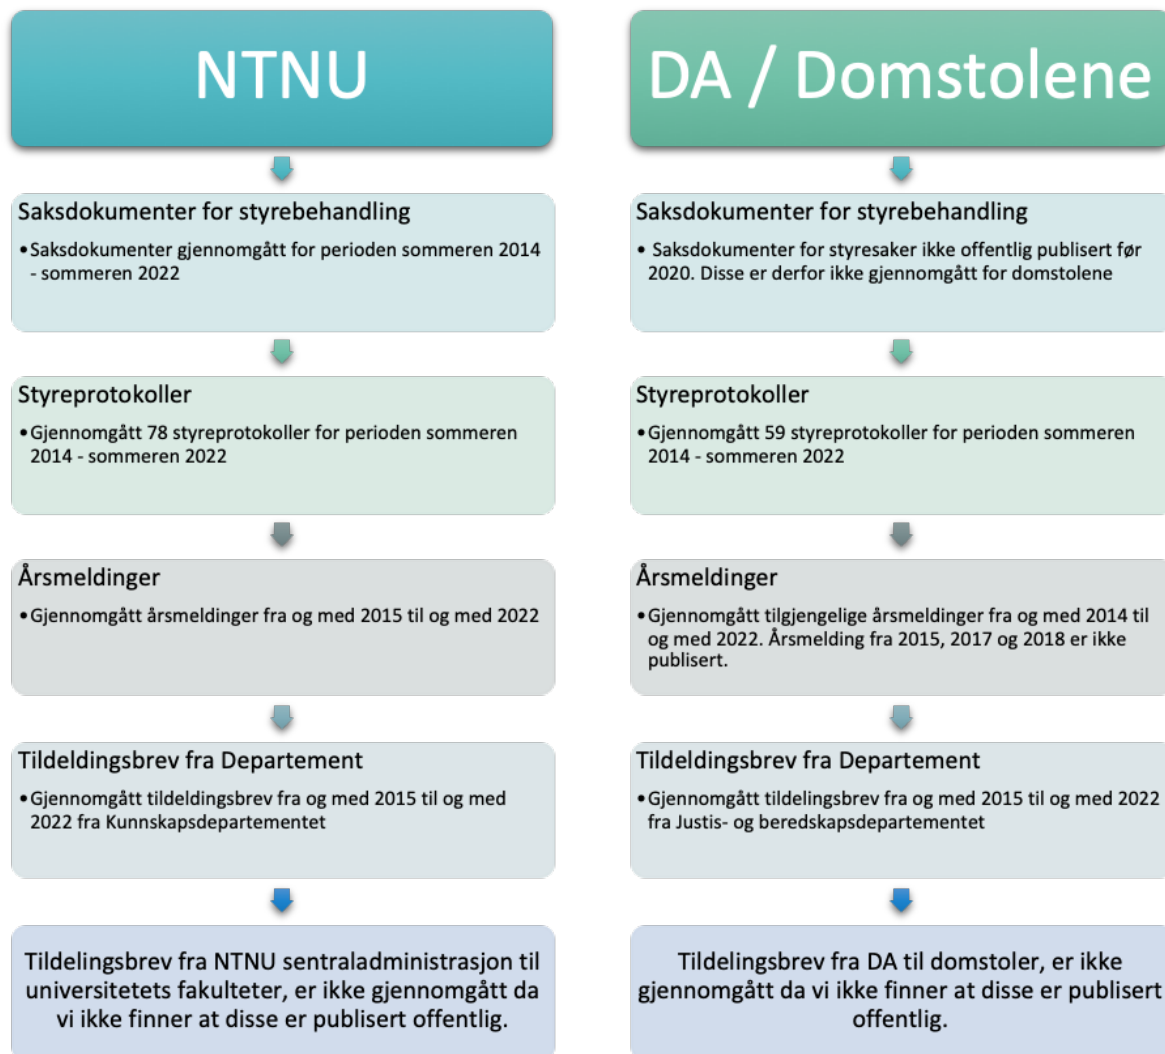 NTNU
Saksdokumenter for styrebehandling
•Saksdokumenter gjennomgått for perioden sommeren 2014
- sommeren 2022
Styreprotokoller
•Gjennomgått 78 styreprotokoller for perioden sommeren
2014 - sommeren 2022
Årsmeldinger
•Gjennomgått årsmeldinger fra og med 2015 til og med 2022
Tildeldingsbrev fra Departement
•Gjennomgått tildeldingsbrev fra og med 2015 til og med
2022 fra Kunnskapsdepartementet
Tildelingsbrev fra NTNU sentraladministrasjon til
universitetets fakulteter, er ikke gjennomgått da
vi ikke finner at disse er publisert offentlig.
DA / Domstolene
Saksdokumenter for styrebehandling
• Saksdokumenter for styresaker ikke offentlig publisert før
2020. Disse er derfor ikke gjennomgått for domstolene
Styreprotokoller
•Gjennomgått 59 styreprotokoller for perioden sommeren
2014 - sommeren 2022
Årsmeldinger
•Gjennomgått tilgjengelige årsmeldinger fra og med 2014 til
og med 2022. Årsmelding fra 2015, 2017 og 2018 er ikke
publisert.
Tildeldingsbrev fra Departement
•Gjennomgått tildelingsbrev fra og med 2015 til og med 2022
fra Justis- og beredskapsdepartementet
Tildelingsbrev fra DA til domstoler, er ikke
gjennomgått da vi ikke finner at disse er publisert
offentlig.